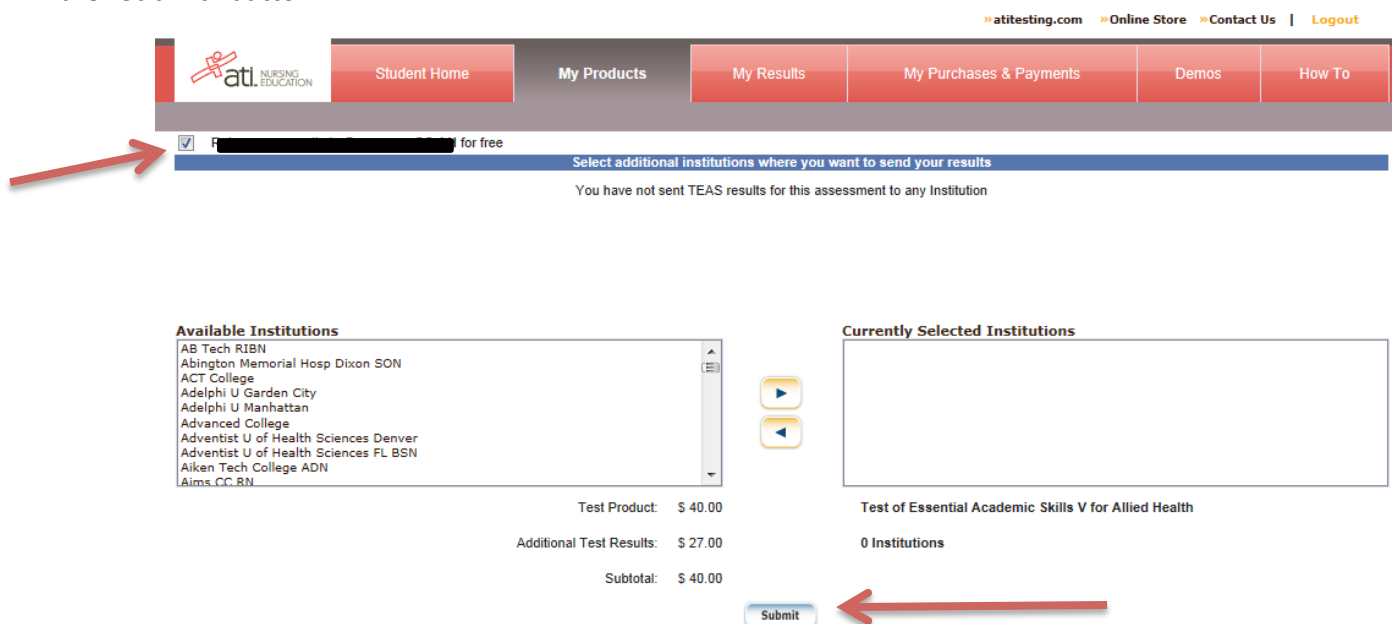 »atitesting.com »Online Store »Contact Us | Logout
ati NURSING EDUCATION
Student Home My Products My Results My Purchases & Payments Demos How To
for free
Select additional institutions where you want to send your results
You have not sent TEAS results for this assessment to any Institution
Available Institutions
AB Tech RIBN
Abington Memorial Hosp Dixon SON
ACT College
Adelphi U Garden City
Adelphi U Manhattan
Advanced College
Adventist U of Health Sciences Denver
Adventist U of Health Sciences FL BSN
Aiken Tech College ADN
Aims CC RN
Currently Selected Institutions
Test Product: $ 40.00 Test of Essential Academic Skills V for Allied Health
Additional Test Results: $ 27.00 0 Institutions
Subtotal: $ 40.00
Submit